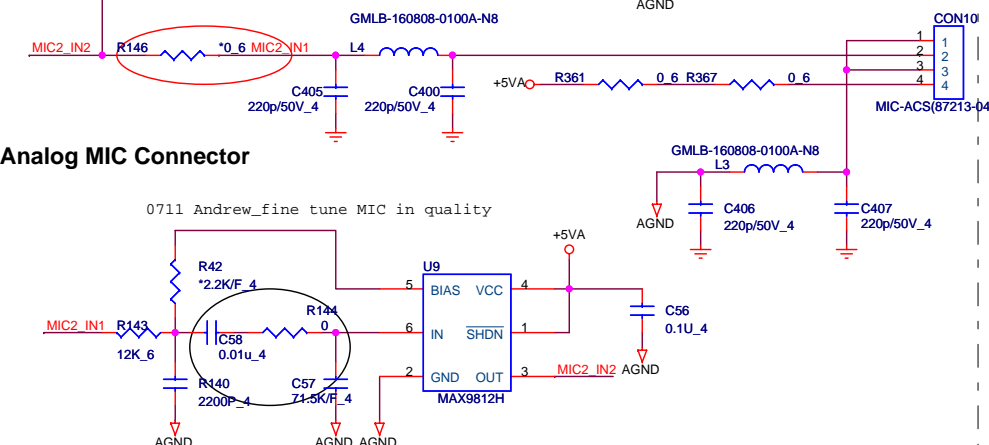 AGND
GMLB-160808-0100A-N8
CON10
MIC2_IN2 R146 *0_6 MIC2_IN1 L4
1 1
2 2
3 3
4 4
+5VA R361 0_6 R367 0_6
C405
220p/50V_4
C400
220p/50V_4
MIC-ACS(87213-04
Analog MIC Connector
GMLB-160808-0100A-N8
L3
AGND
C406
220p/50V_4
C407
220p/50V_4
0711 Andrew_fine tune MIC in quality
+5VA
U9
R42
*2.2K/F_4
5 BIAS VCC 4
R144
0
C56
0.1U_4
MIC2_IN1 R143
12K_6
C58
0.01u_4
6 IN SHDN 1
2 GND OUT 3 MIC2_IN2
AGND
R140
2200P_4
C57
71.5K/F_4
MAX9812H
AGND AGND AGND